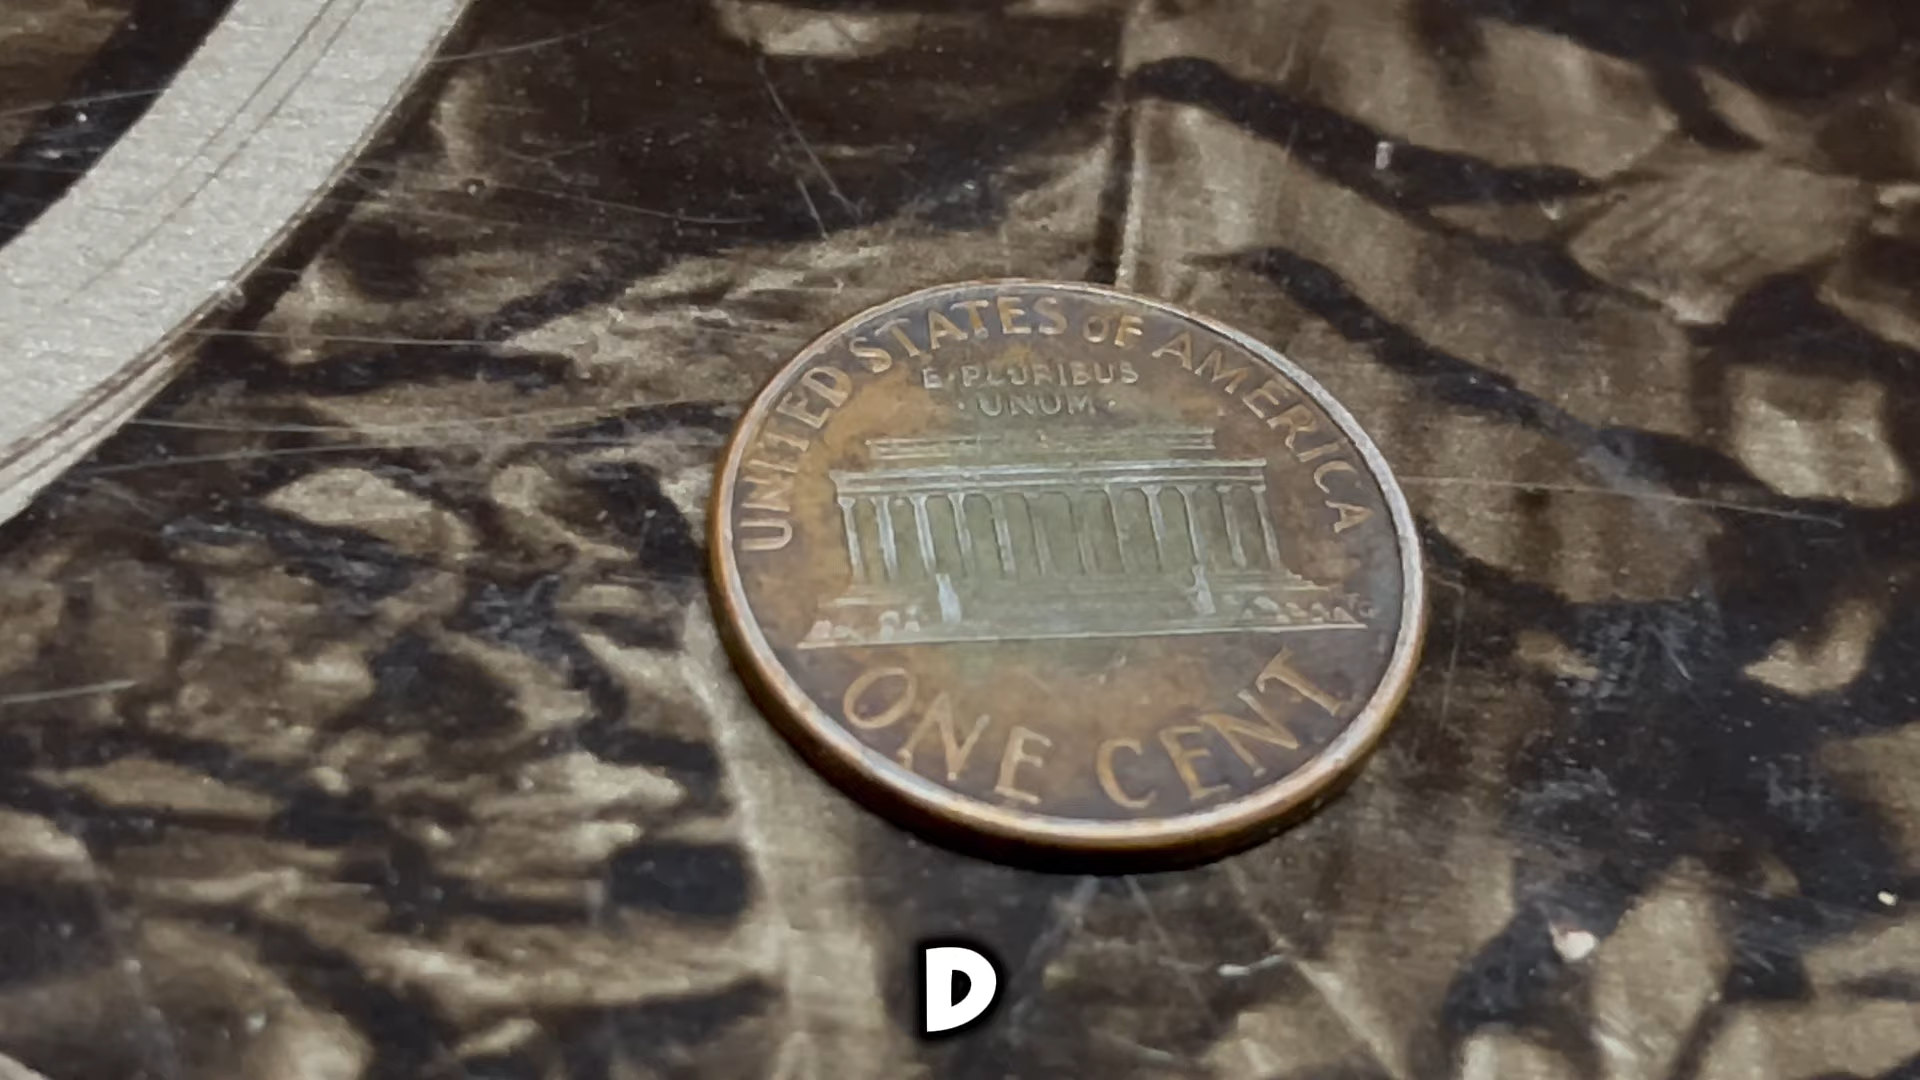 UNITED STATES OF AMERICA
E·PLURIBUS
·UNUM·
ONE CENT
D